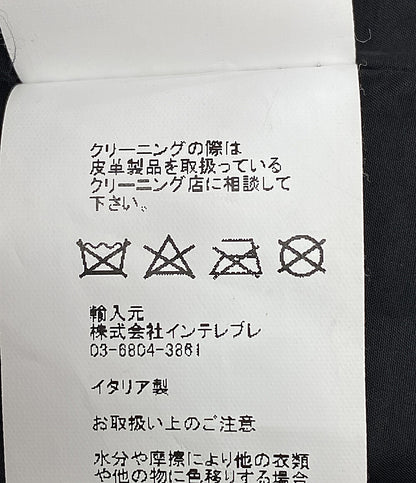 クリーニングの際は
皮革製品を取扱っている
クリーニング店に相談して
下さい。
輸入元
株式会社インテレプレ
03-6804-3861
イタリア製
お取扱い上のご注意
水分や摩擦により他の衣類
や他の物に色移りする場合